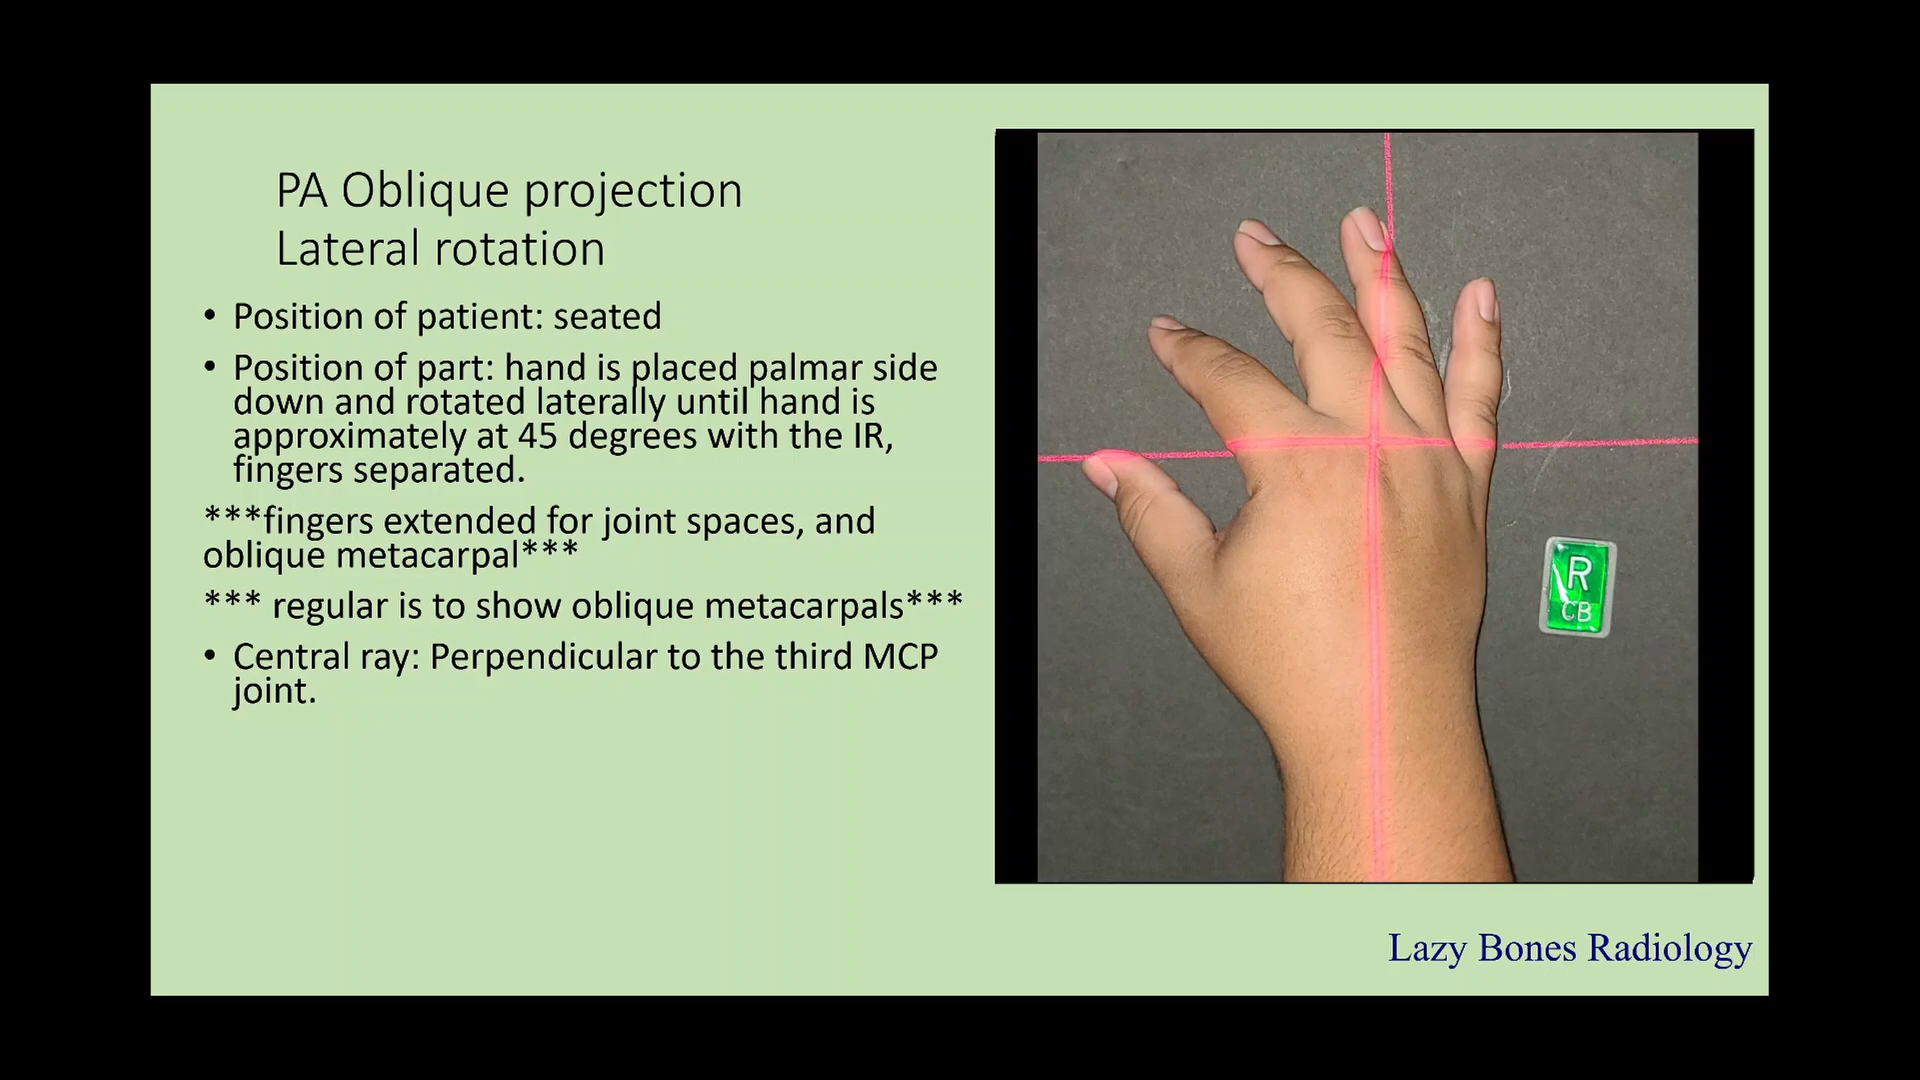 PA Oblique projection
Lateral rotation
• Position of patient: seated
• Position of part: hand is placed palmar side
down and rotated laterally until hand is
approximately at 45 degrees with the IR,
fingers separated.
***fingers extended for joint spaces, and
oblique metacarpal***
*** regular is to show oblique metacarpals***
• Central ray: Perpendicular to the third MCP
joint.
R
CB
Lazy Bones Radiology